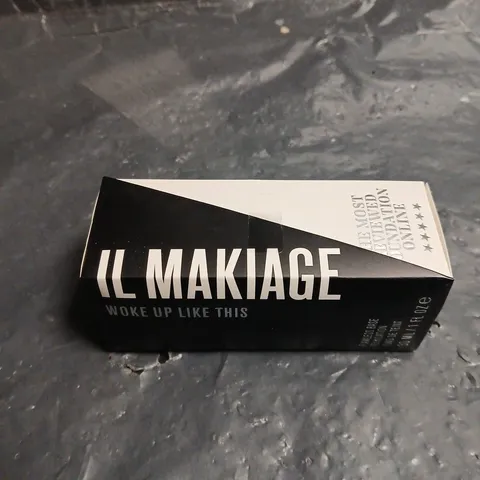 THE MOST
REVIEWED
FOUNDATION
ONLINE
IL MAKIAGE
WOKE UP LIKE THIS
30 ML / 1 FL OZ e